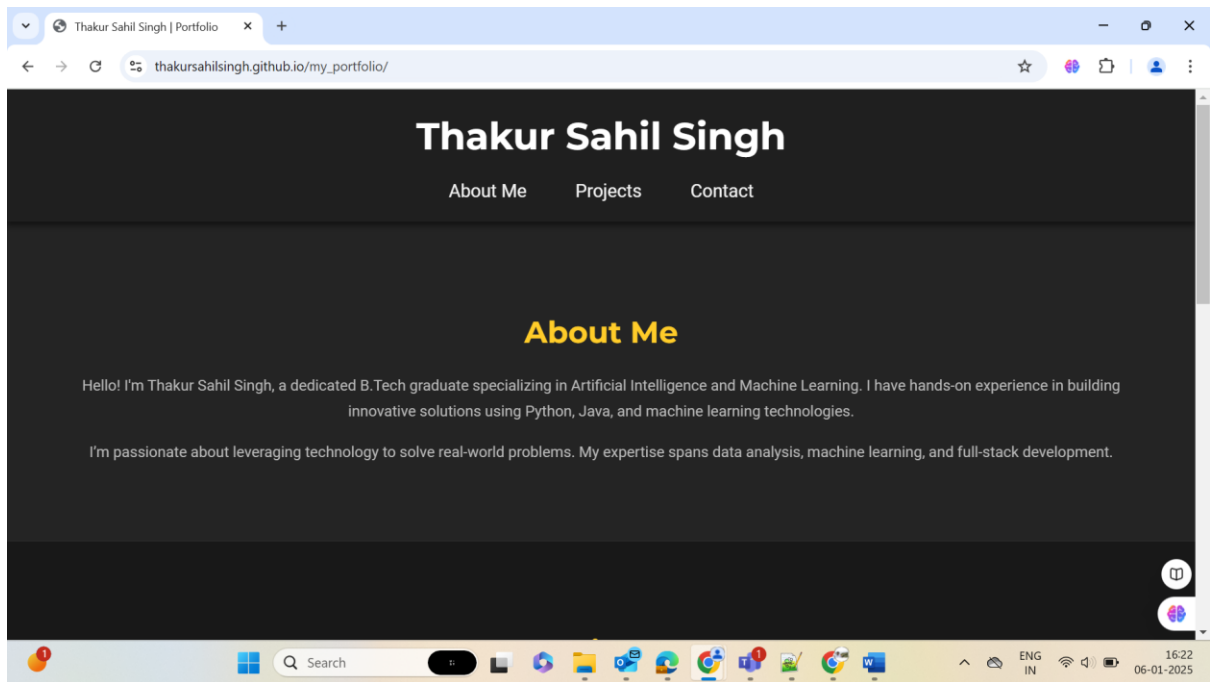 Thakur Sahil Singh | Portfolio
thakursahilsingh.github.io/my_portfolio/
Thakur Sahil Singh
About Me Projects Contact
About Me
Hello! I'm Thakur Sahil Singh, a dedicated B.Tech graduate specializing in Artificial Intelligence and Machine Learning. I have hands-on experience in building
innovative solutions using Python, Java, and machine learning technologies.
I'm passionate about leveraging technology to solve real-world problems. My expertise spans data analysis, machine learning, and full-stack development.
1
Search
1
ENG
IN
16:22
06-01-2025